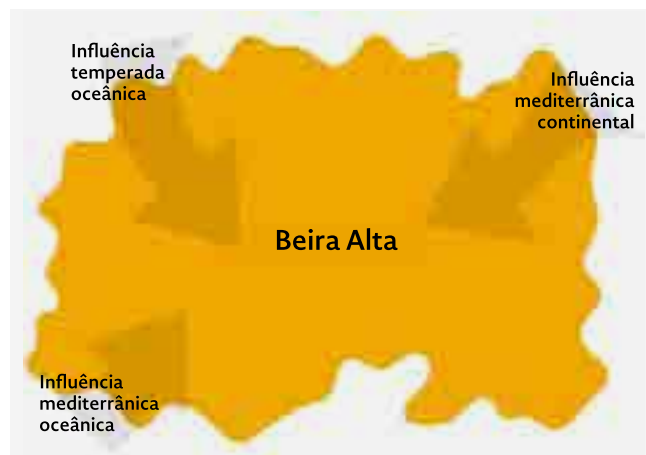 Influência
temperada
oceânica
Influência
mediterrânica
continental
Beira Alta
Influência
mediterrânica
oceânica